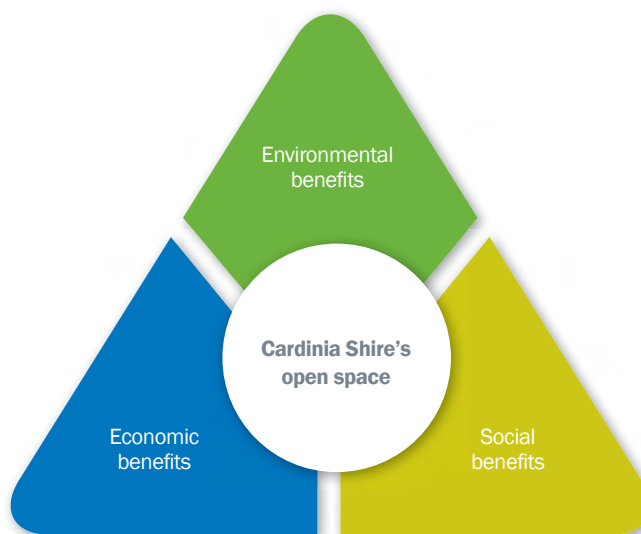 Environmental
benefits
Cardinia Shire's
open space
Economic
benefits
Social
benefits